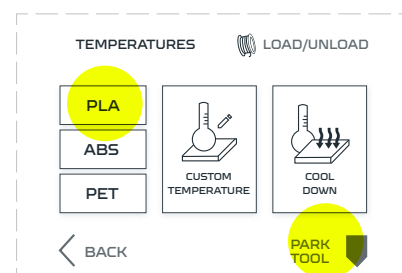 TEMPERATURES
LOAD/UNLOAD
PLA
ABS
PET
CUSTOM
TEMPERATURE
COOL
DOWN
BACK
PARK
TOOL